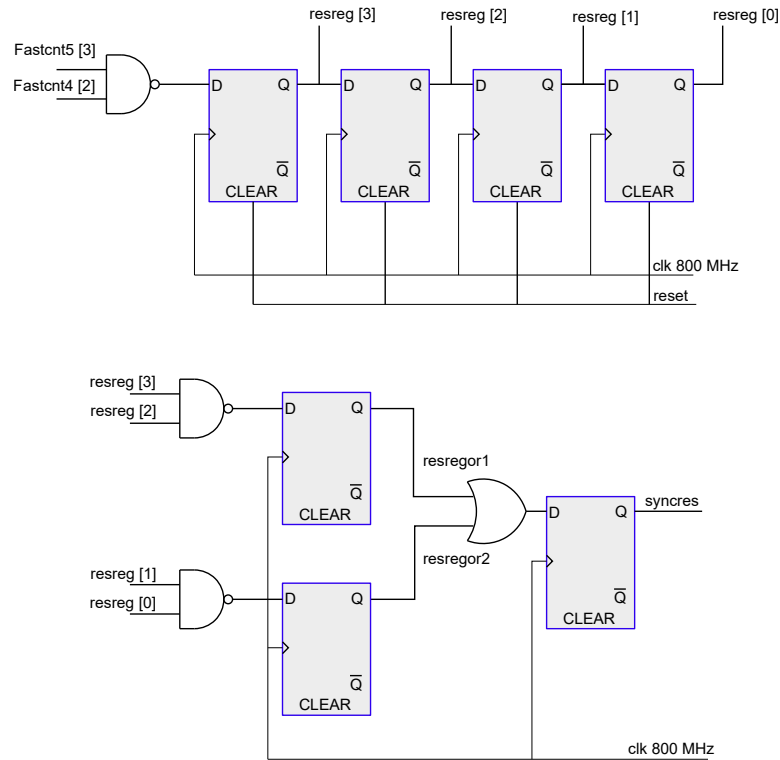 resreg [3]
resreg [2]
resreg [1]
resreg [0]
Fastcnt5 [3]
Fastcnt4 [2]
D Q
Q̅
CLEAR
D Q
Q̅
CLEAR
D Q
Q̅
CLEAR
D Q
Q̅
CLEAR
clk 800 MHz
reset
resreg [3]
resreg [2]
D Q
Q̅
CLEAR
resregor1
resreg [1]
resreg [0]
D Q
Q̅
CLEAR
resregor2
D Q
Q̅
CLEAR
syncres
clk 800 MHz